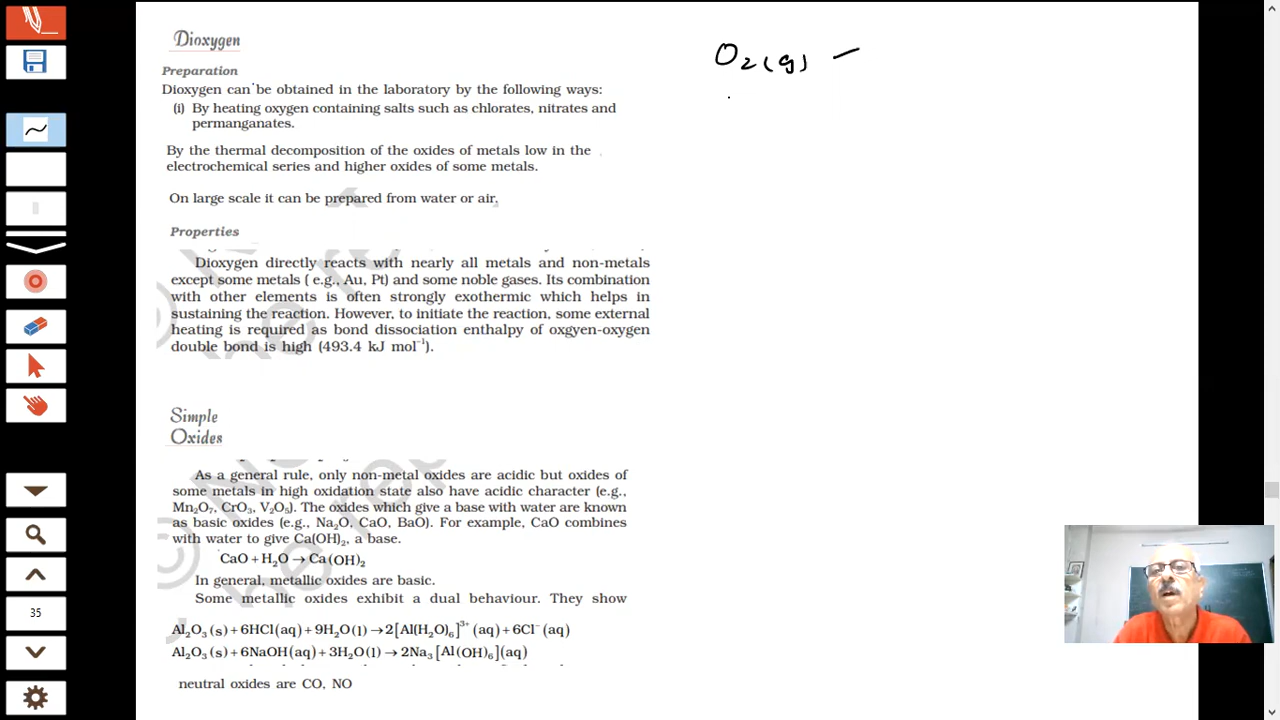 Dioxygen
O₂(g) –
Preparation
Dioxygen can be obtained in the laboratory by the following ways:
(i) By heating oxygen containing salts such as chlorates, nitrates and
permanganates.
By the thermal decomposition of the oxides of metals low in the
electrochemical series and higher oxides of some metals.
On large scale it can be prepared from water or air.
Properties
Dioxygen directly reacts with nearly all metals and non-metals
except some metals ( e.g., Au, Pt) and some noble gases. Its combination
with other elements is often strongly exothermic which helps in
sustaining the reaction. However, to initiate the reaction, some external
heating is required as bond dissociation enthalpy of oxgyen-oxygen
double bond is high (493.4 kJ mol⁻¹).
Simple
Oxides
As a general rule, only non-metal oxides are acidic but oxides of
some metals in high oxidation state also have acidic character (e.g.,
Mn₂O₇, CrO₃, V₂O₅). The oxides which give a base with water are known
as basic oxides (e.g., Na₂O, CaO, BaO). For example, CaO combines
with water to give Ca(OH)₂, a base.
CaO + H₂O → Ca(OH)₂
In general, metallic oxides are basic.
Some metallic oxides exhibit a dual behaviour. They show
Al₂O₃(s) + 6HCl(aq) + 9H₂O(l) → 2[Al(H₂O)₆]³⁺(aq) + 6Cl⁻(aq)
Al₂O₃(s) + 6NaOH(aq) + 3H₂O(l) → 2Na₃[Al(OH)₆](aq)
neutral oxides are CO, NO
35